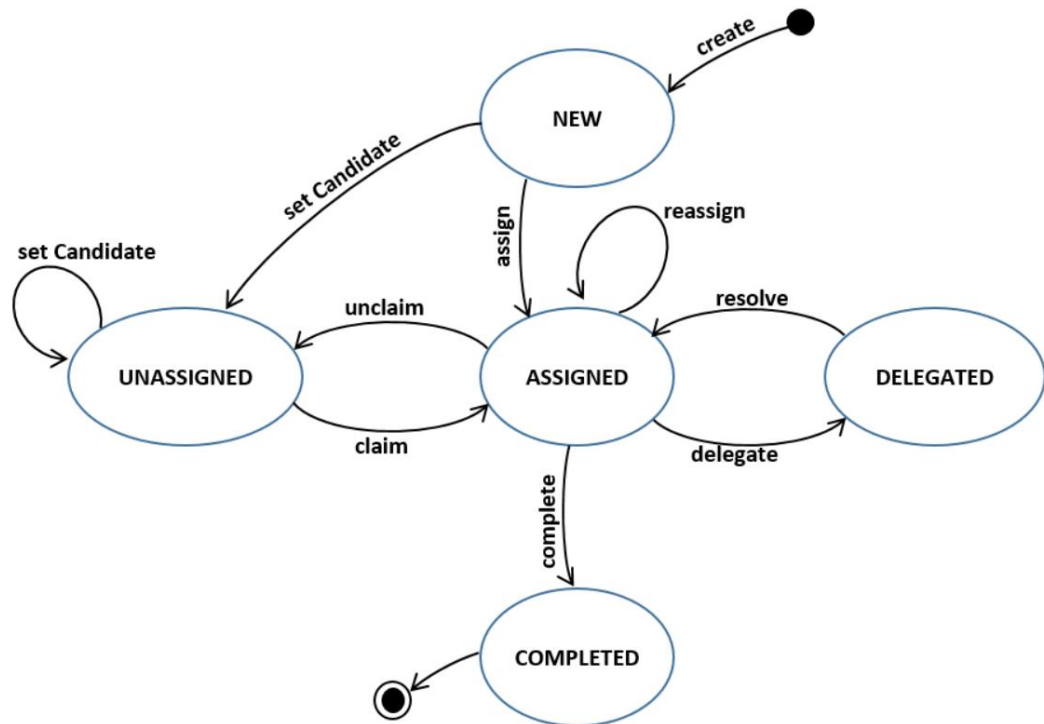 create
NEW
set Candidate
assign
reassign
set Candidate
unclaim
resolve
UNASSIGNED
ASSIGNED
DELEGATED
claim
delegate
complete
COMPLETED